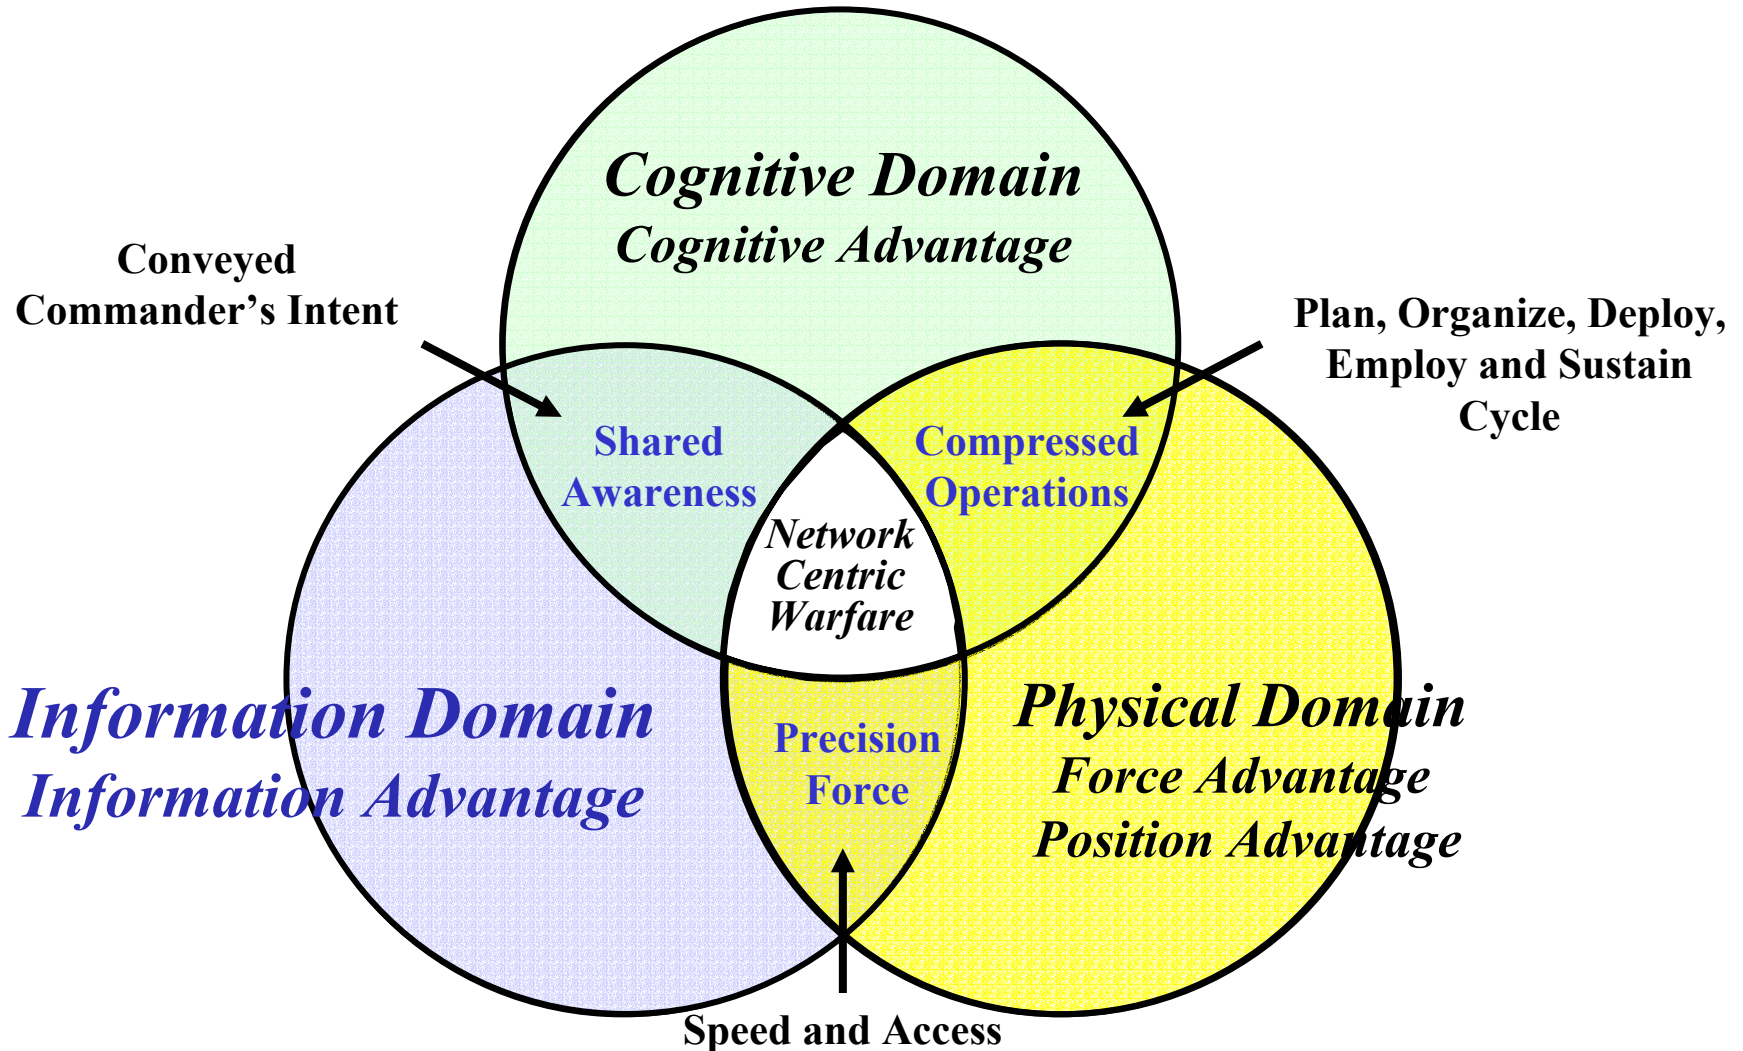 Cognitive Domain
Cognitive Advantage
Conveyed
Commander’s Intent
Plan, Organize, Deploy,
Employ and Sustain
Cycle
Shared
Awareness
Compressed
Operations
Network
Centric
Warfare
Information Domain
Information Advantage
Precision
Force
Physical Domain
Force Advantage
Position Advantage
Speed and Access